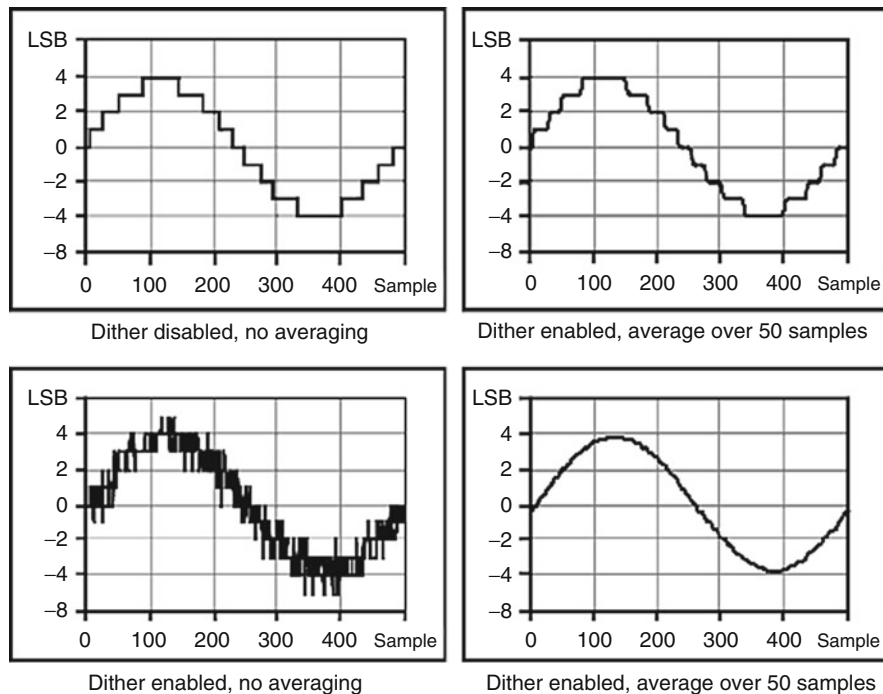 LSB
4
2
0
–2
–4
–8
0 100 200 300 400 Sample
Dither disabled, no averaging
LSB
4
2
0
–2
–4
–8
0 100 200 300 400 Sample
Dither enabled, average over 50 samples
LSB
4
2
0
–2
–4
–8
0 100 200 300 400 Sample
Dither enabled, no averaging
LSB
4
2
0
–2
–4
–8
0 100 200 300 400 Sample
Dither enabled, average over 50 samples